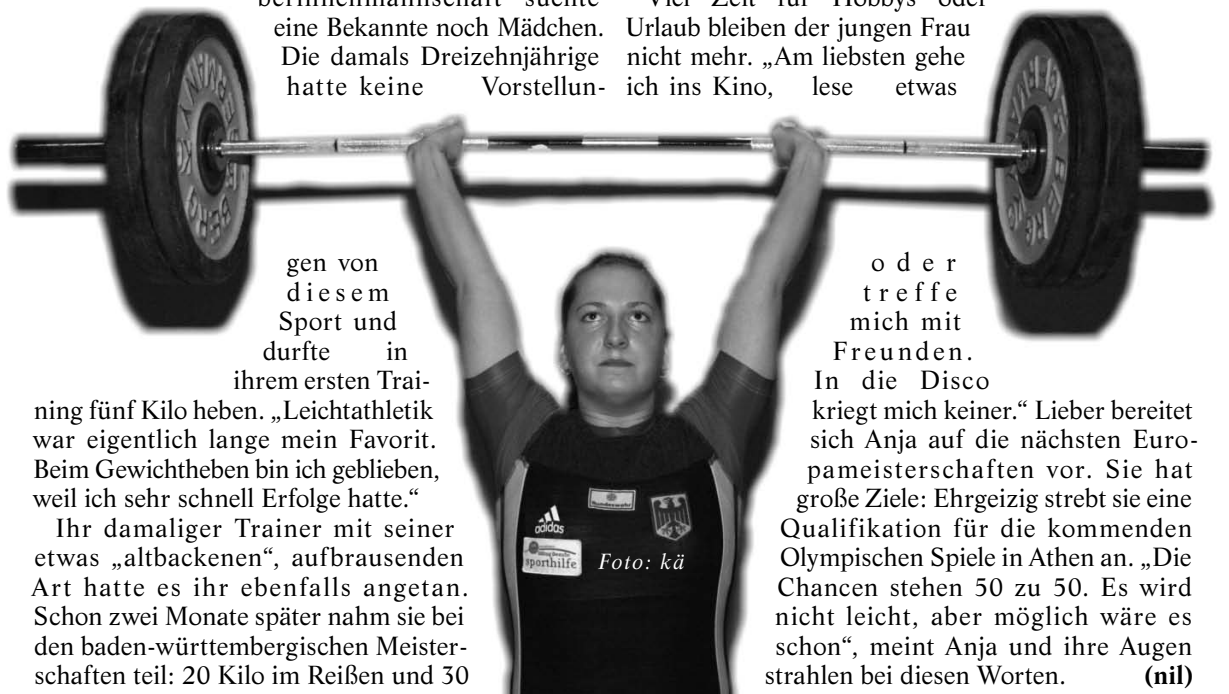 berinnenmannschaft suchte
eine Bekannte noch Mädchen.
Die damals Dreizehnjährige
hatte keine Vorstellun-
gen von
diesem
Sport und
durfte in
ihrem ersten Trai-
ning fünf Kilo heben. „Leichtathletik
war eigentlich lange mein Favorit.
Beim Gewichtheben bin ich geblieben,
weil ich sehr schnell Erfolge hatte.“
Ihr damaliger Trainer mit seiner
etwas „altbackenen“, aufbrausenden
Art hatte es ihr ebenfalls angetan.
Schon zwei Monate später nahm sie bei
den baden-württembergischen Meister-
schaften teil: 20 Kilo im Reißen und 30
Viel Zeit für Hobbys oder
Urlaub bleiben der jungen Frau
nicht mehr. „Am liebsten gehe
ich ins Kino, lese etwas
oder
treffe
mich mit
Freunden.
In die Disco
kriegt mich keiner.“ Lieber bereitet
sich Anja auf die nächsten Euro-
pameisterschaften vor. Sie hat
große Ziele: Ehrgeizig strebt sie eine
Qualifikation für die kommenden
Olympischen Spiele in Athen an. „Die
Chancen stehen 50 zu 50. Es wird
nicht leicht, aber möglich wäre es
schon“, meint Anja und ihre Augen
strahlen bei diesen Worten. (nil)
adidas
sporthilfe
Foto: kä